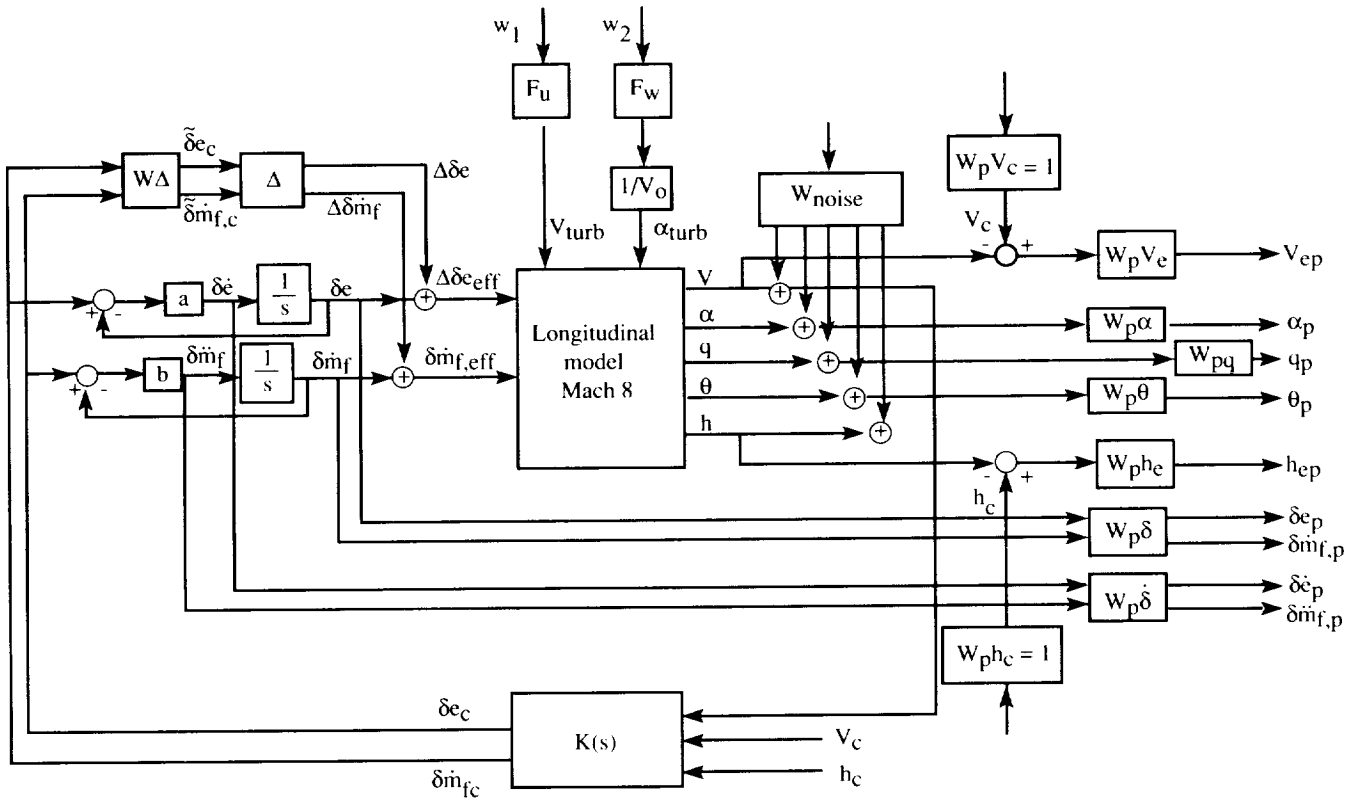 w1 w2
Fu Fw
1/Vo
Vturb αturb
WΔ Δ
δ̃ec
δ̃ṁf,c
Δδe
Δδṁf
+ -
a δė 1/s δe + Δδeeff
+ -
b δm̈f 1/s δṁf + δṁf,eff
Longitudinal
model
Mach 8
Wnoise
V +
α +
q +
θ +
h +
WpVc = 1
Vc
- +
WpVe Vep
Wpα αp
Wpq qp
Wpθ θp
- +
Wphe hep
hc
Wpδ δep
δṁf,p
Wpδ̇ δėp
δm̈f,p
Wphc = 1
δec
K(s)
Vc
hc
δṁfc